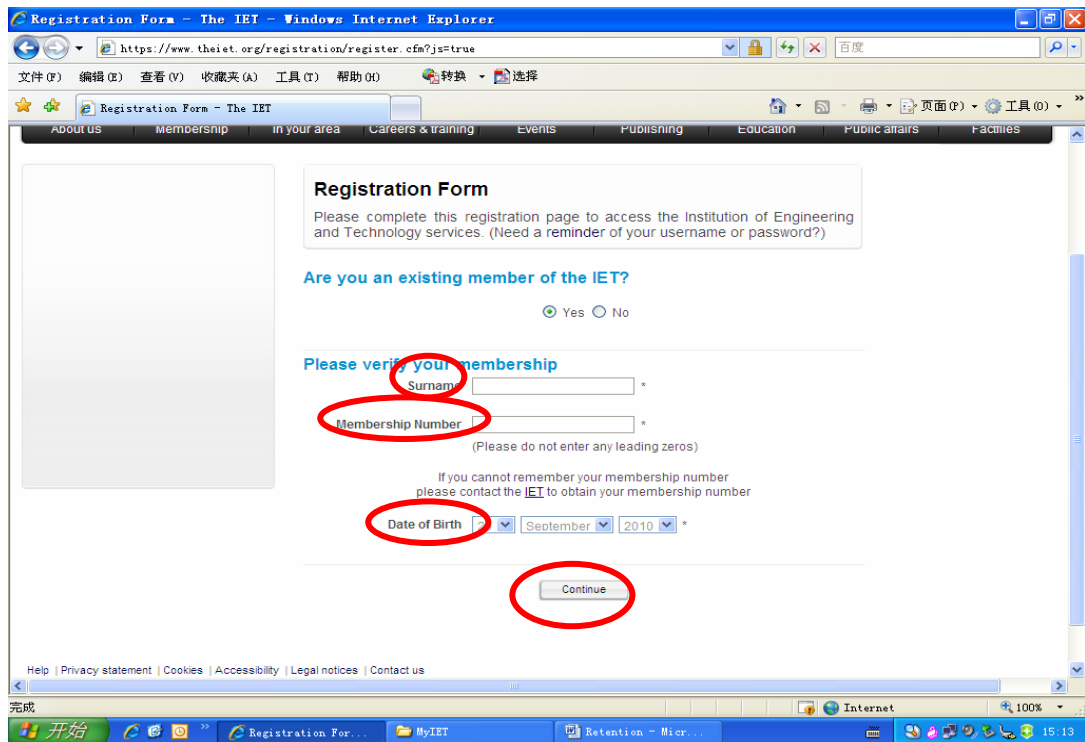 Registration Form - The IET - Windows Internet Explorer
https://www.theiet.org/registration/register.cfm?js=true
百度
文件(F) 编辑(E) 查看(V) 收藏夹(A) 工具(T) 帮助(H) 转换 选择
Registration Form - The IET
页面(P) 工具(O) »
About us Membership In your area Careers & training Events Publishing Education Public affairs Facilities
Registration Form
Please complete this registration page to access the Institution of Engineering
and Technology services. (Need a reminder of your username or password?)
Are you an existing member of the IET?
Yes No
Please verify your membership
Surname *
Membership Number *
(Please do not enter any leading zeros)
If you cannot remember your membership number
please contact the IET to obtain your membership number
Date of Birth September 2010 *
Continue
Help | Privacy statement | Cookies | Accessibility | Legal notices | Contact us
完成 Internet 100%
开始 » Registration For... MyIET Retention - Micr... 15:13